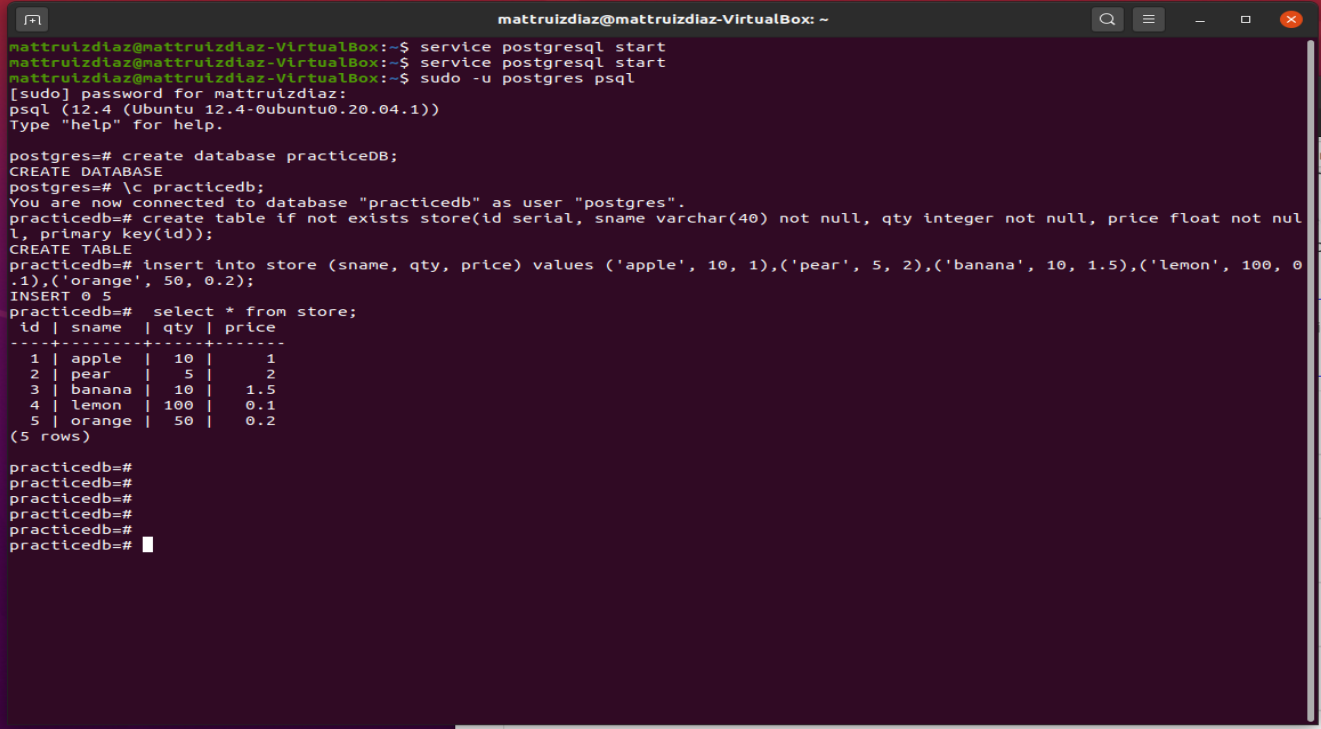 mattruizdiaz@mattruizdiaz-VirtualBox: ~
mattruizdiaz@mattruizdiaz-VirtualBox:~$ service postgresql start
mattruizdiaz@mattruizdiaz-VirtualBox:~$ service postgresql start
mattruizdiaz@mattruizdiaz-VirtualBox:~$ sudo -u postgres psql
[sudo] password for mattruizdiaz:
psql (12.4 (Ubuntu 12.4-0ubuntu0.20.04.1))
Type "help" for help.
postgres=# create database practiceDB;
CREATE DATABASE
postgres=# \c practicedb;
You are now connected to database "practicedb" as user "postgres".
practicedb=# create table if not exists store(id serial, sname varchar(40) not null, qty integer not null, price float not nul
l, primary key(id));
CREATE TABLE
practicedb=# insert into store (sname, qty, price) values ('apple', 10, 1),('pear', 5, 2),('banana', 10, 1.5),('lemon', 100, 0
.1),('orange', 50, 0.2);
INSERT 0 5
practicedb=#  select * from store;
 id | sname  | qty | price
----+--------+-----+-------
  1 | apple  |  10 |     1
  2 | pear   |   5 |     2
  3 | banana |  10 |   1.5
  4 | lemon  | 100 |   0.1
  5 | orange |  50 |   0.2
(5 rows)
practicedb=#
practicedb=#
practicedb=#
practicedb=#
practicedb=#
practicedb=#